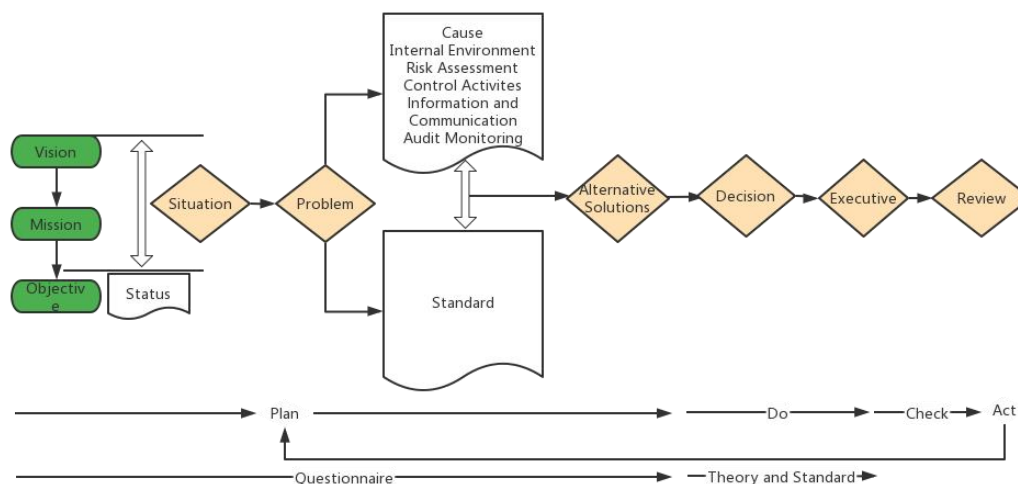 Cause
Internal Environment
Risk Assessment
Control Activites
Information and
Communication
Audit Monitoring
Vision
Mission
Objectiv
e
Status
Situation
Problem
Standard
Alternative
Solutions
Decision
Executive
Review
Plan
Do
Check
Act
Questionnaire
Theory and Standard